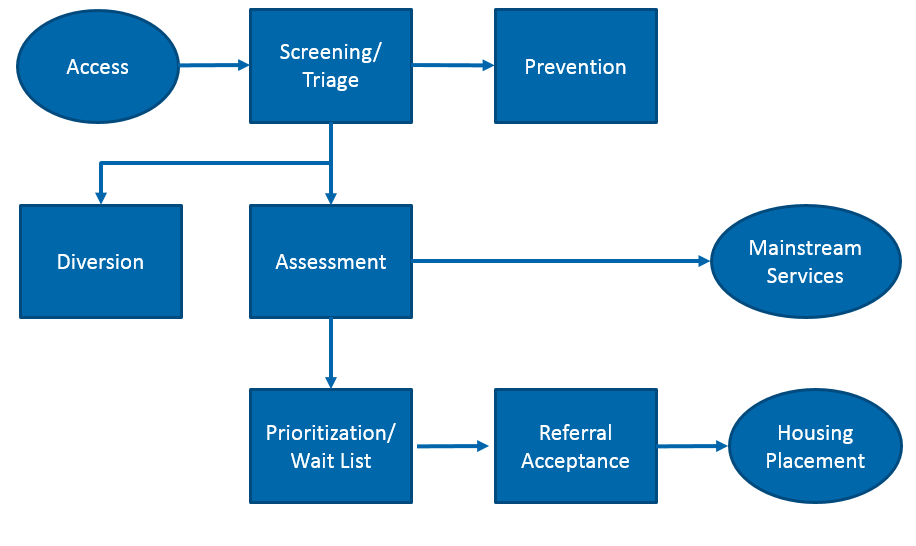 Access
Screening/
Triage
Prevention
Diversion
Assessment
Mainstream
Services
Prioritization/
Wait List
Referral
Acceptance
Housing
Placement